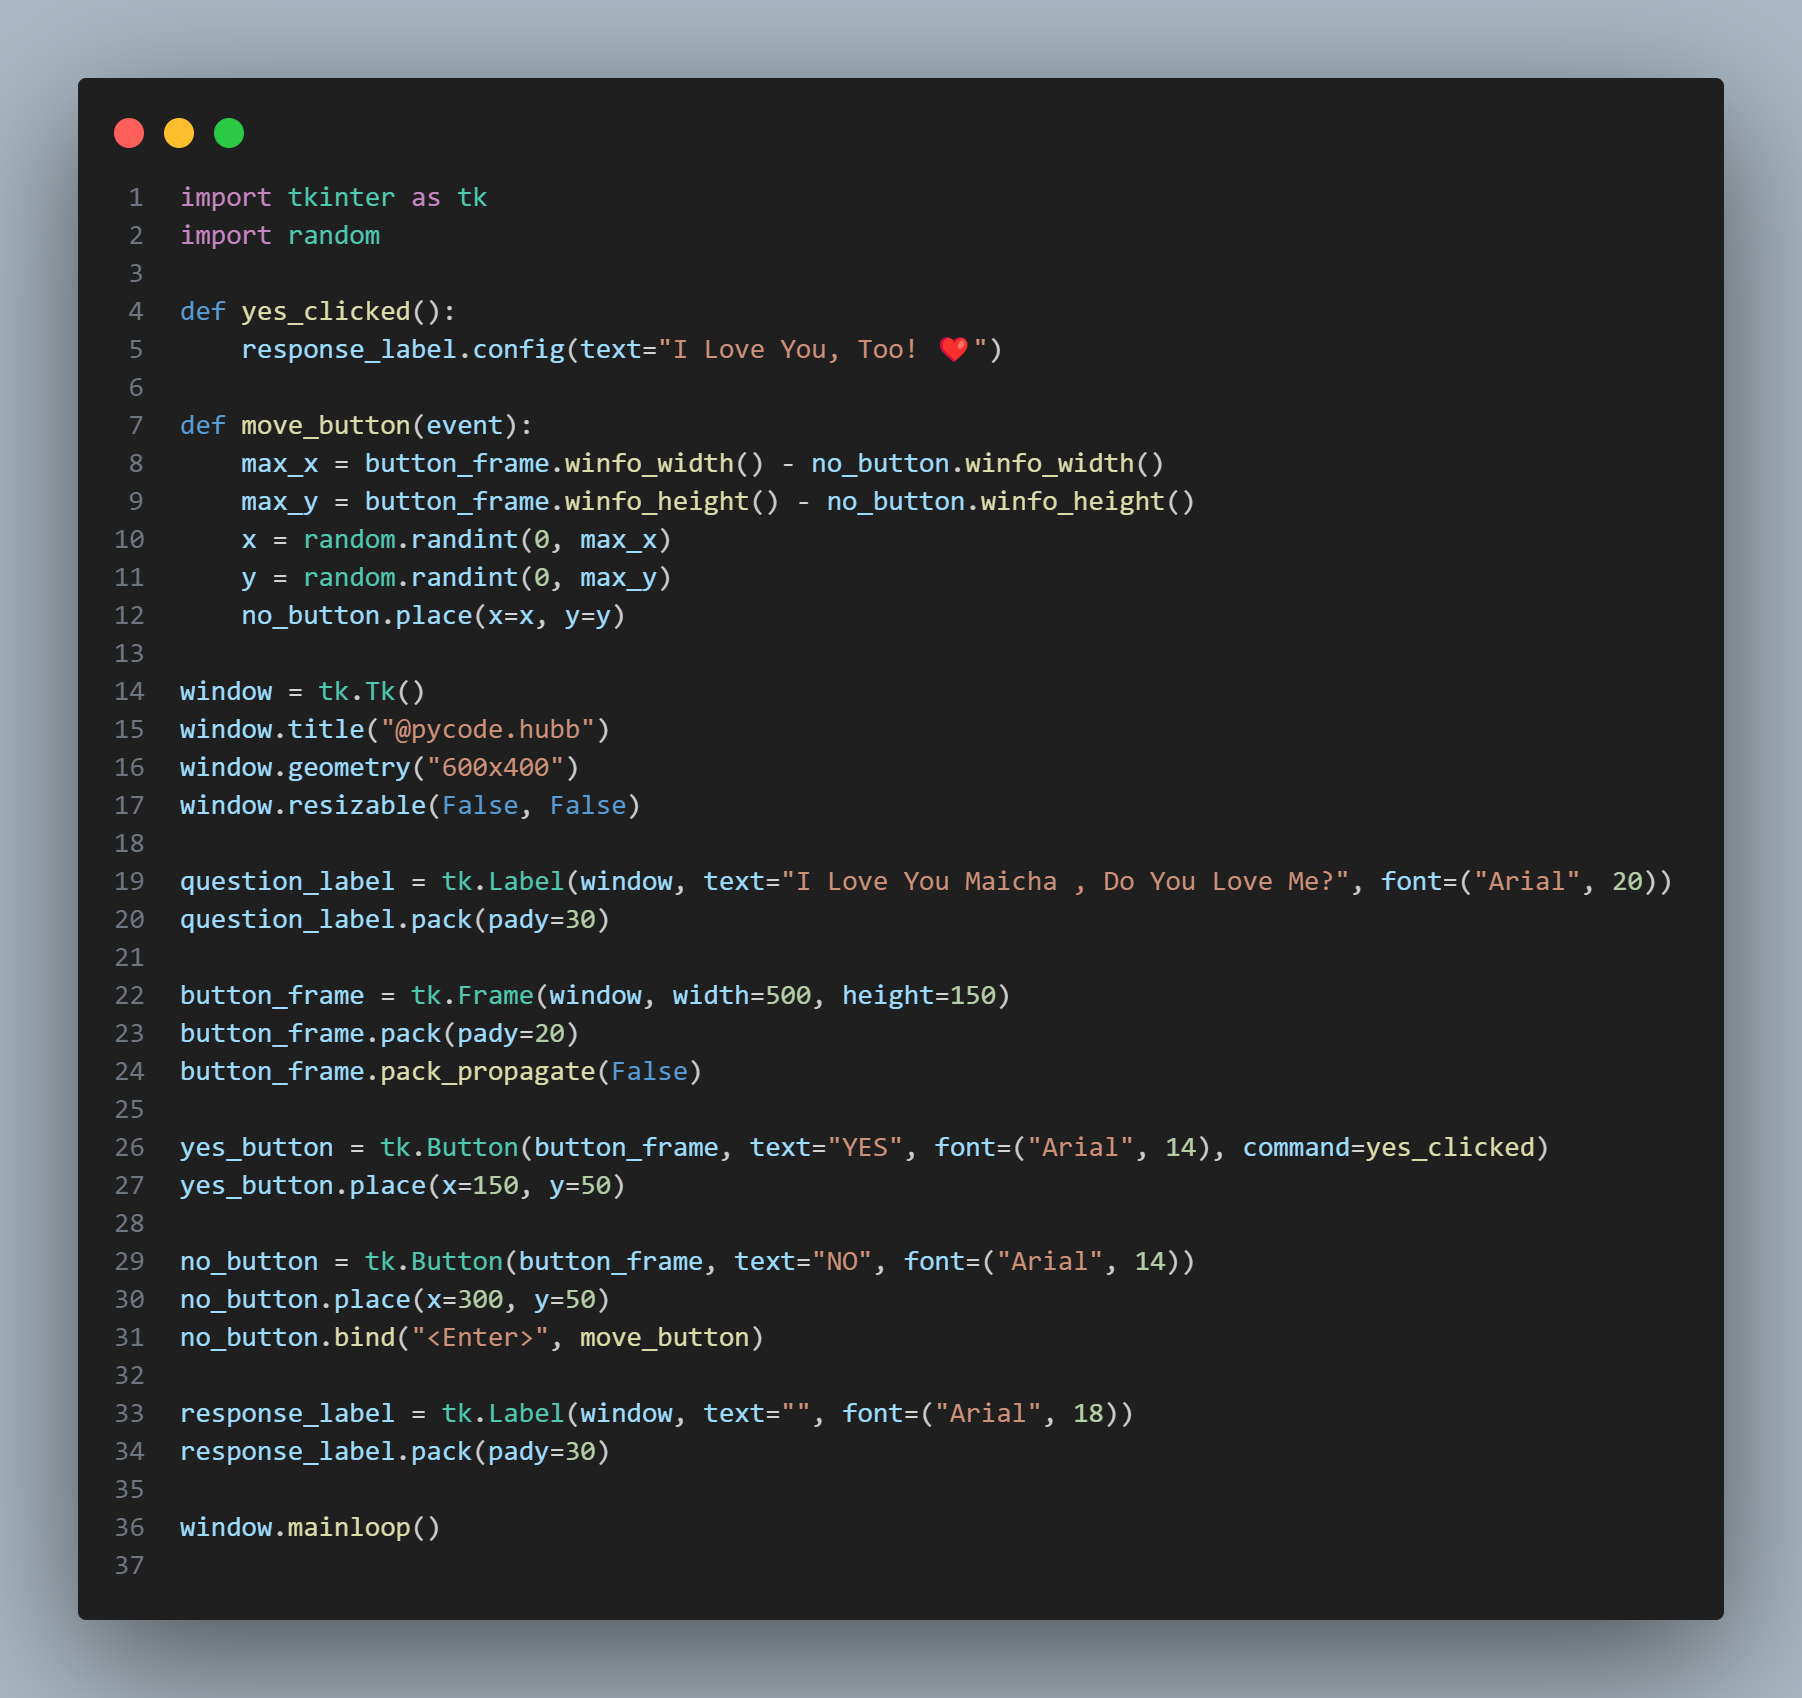 1 import tkinter as tk
2 import random
3
4 def yes_clicked():
5     response_label.config(text="I Love You, Too! ❤️")
6
7 def move_button(event):
8     max_x = button_frame.winfo_width() - no_button.winfo_width()
9     max_y = button_frame.winfo_height() - no_button.winfo_height()
10     x = random.randint(0, max_x)
11     y = random.randint(0, max_y)
12     no_button.place(x=x, y=y)
13
14 window = tk.Tk()
15 window.title("@pycode.hubb")
16 window.geometry("600x400")
17 window.resizable(False, False)
18
19 question_label = tk.Label(window, text="I Love You Maicha , Do You Love Me?", font=("Arial", 20))
20 question_label.pack(pady=30)
21
22 button_frame = tk.Frame(window, width=500, height=150)
23 button_frame.pack(pady=20)
24 button_frame.pack_propagate(False)
25
26 yes_button = tk.Button(button_frame, text="YES", font=("Arial", 14), command=yes_clicked)
27 yes_button.place(x=150, y=50)
28
29 no_button = tk.Button(button_frame, text="NO", font=("Arial", 14))
30 no_button.place(x=300, y=50)
31 no_button.bind("<Enter>", move_button)
32
33 response_label = tk.Label(window, text="", font=("Arial", 18))
34 response_label.pack(pady=30)
35
36 window.mainloop()
37